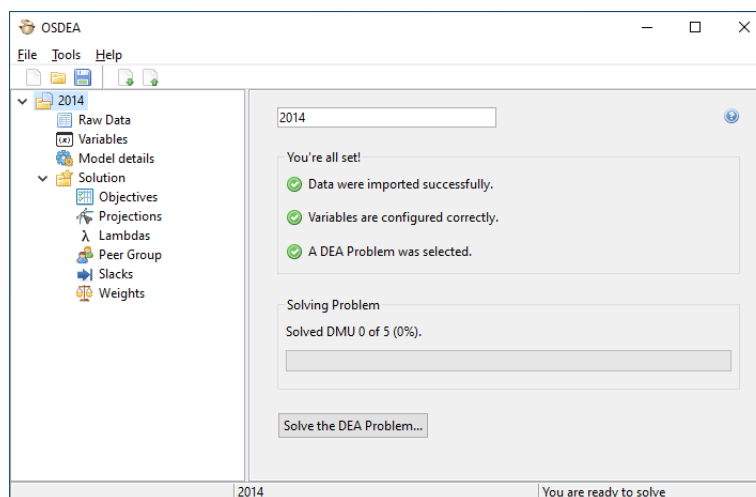 OSDEA
File Tools Help
2014
Raw Data
(x) Variables
Model details
Solution
Objectives
Projections
λ Lambdas
Peer Group
Slacks
Weights
2014
You're all set!
Data were imported successfully.
Variables are configured correctly.
A DEA Problem was selected.
Solving Problem
Solved DMU 0 of 5 (0%).
Solve the DEA Problem...
2014
You are ready to solve